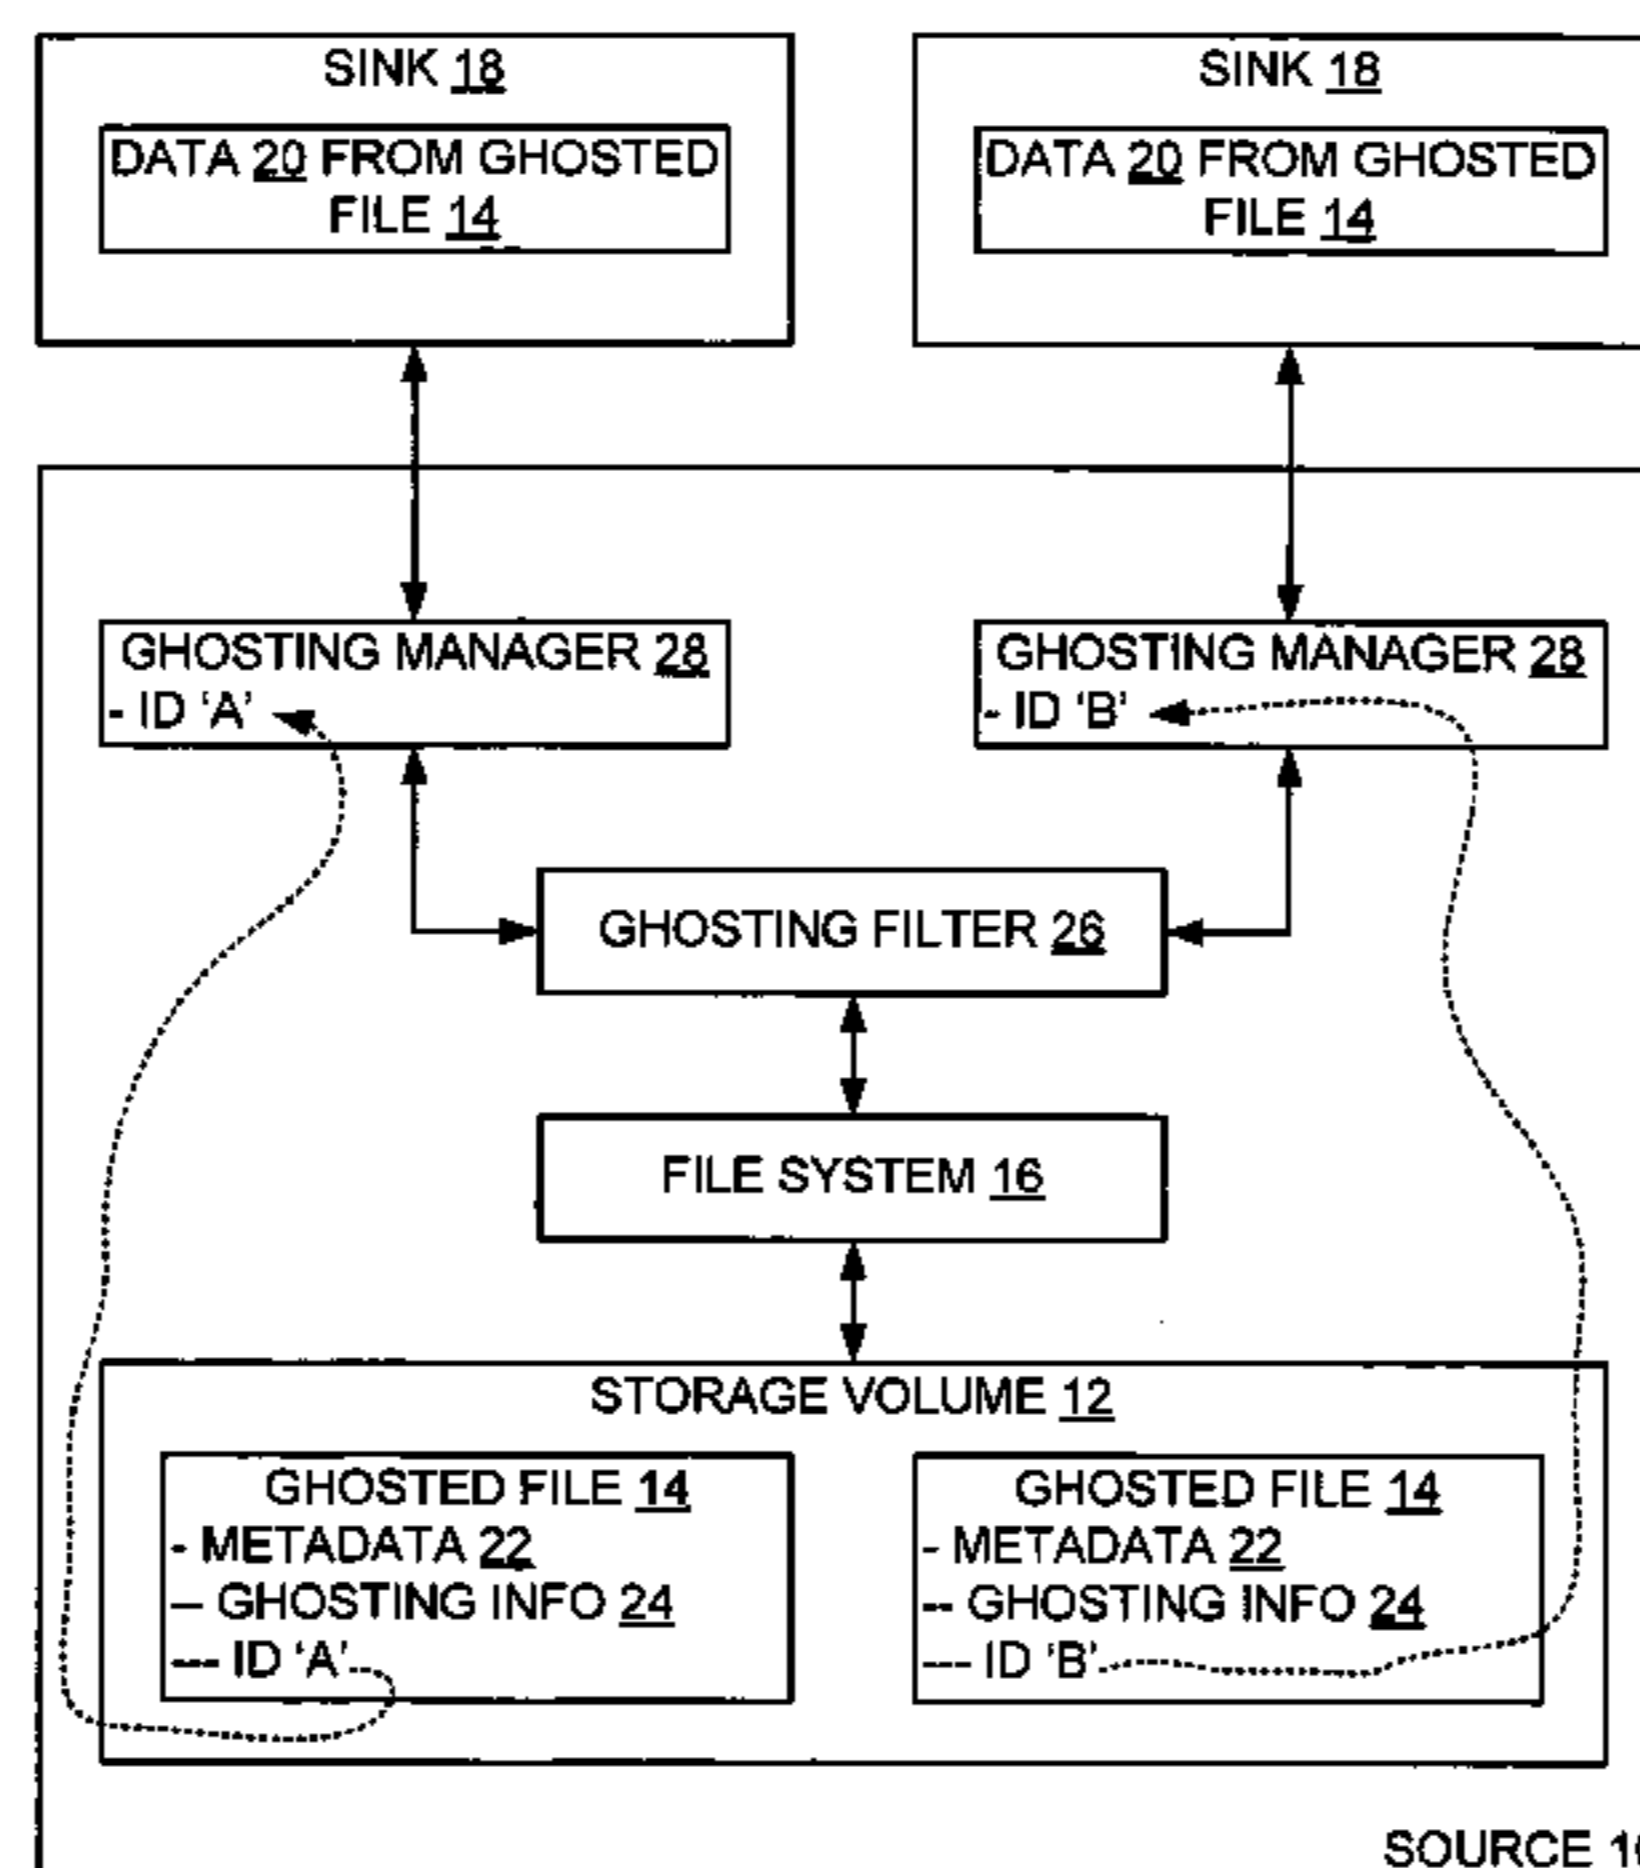 SINK 18
DATA 20 FROM GHOSTED
FILE 14
SINK 18
DATA 20 FROM GHOSTED
FILE 14
GHOSTING MANAGER 28
- ID 'A'
GHOSTING MANAGER 28
- ID 'B'
GHOSTING FILTER 26
FILE SYSTEM 16
STORAGE VOLUME 12
GHOSTED FILE 14
- METADATA 22
-- GHOSTING INFO 24
--- ID 'A'
GHOSTED FILE 14
- METADATA 22
-- GHOSTING INFO 24
--- ID 'B'
SOURCE